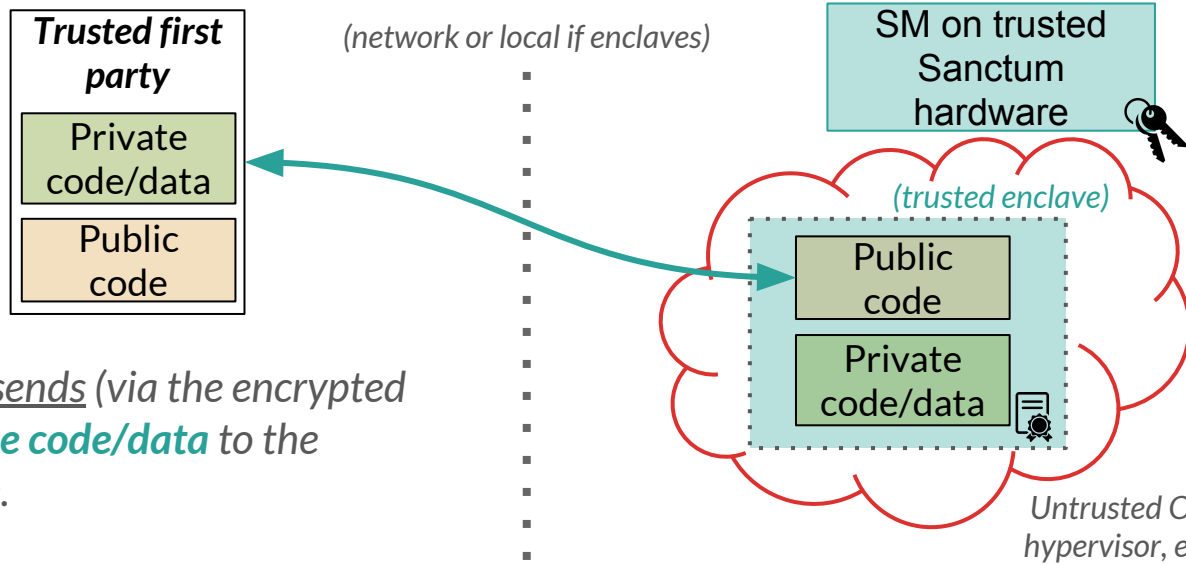 Trusted first
party
Private
code/data
Public
code
(network or local if enclaves)
SM on trusted
Sanctum
hardware
(trusted enclave)
Public
code
Private
code/data
sends (via the encrypted
e code/data to the
.
Untrusted O
hypervisor, e